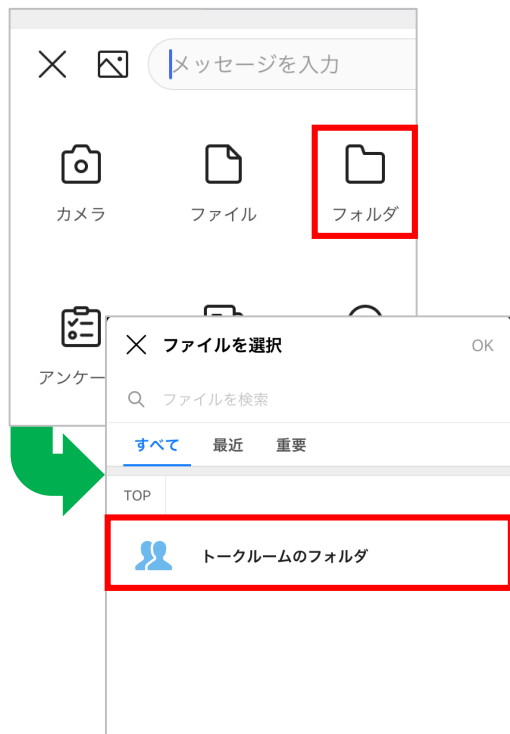 メッセージを入力
カメラ
ファイル
フォルダ
アンケー
ファイルを選択
OK
ファイルを検索
すべて
最近
重要
TOP
トークルームのフォルダ